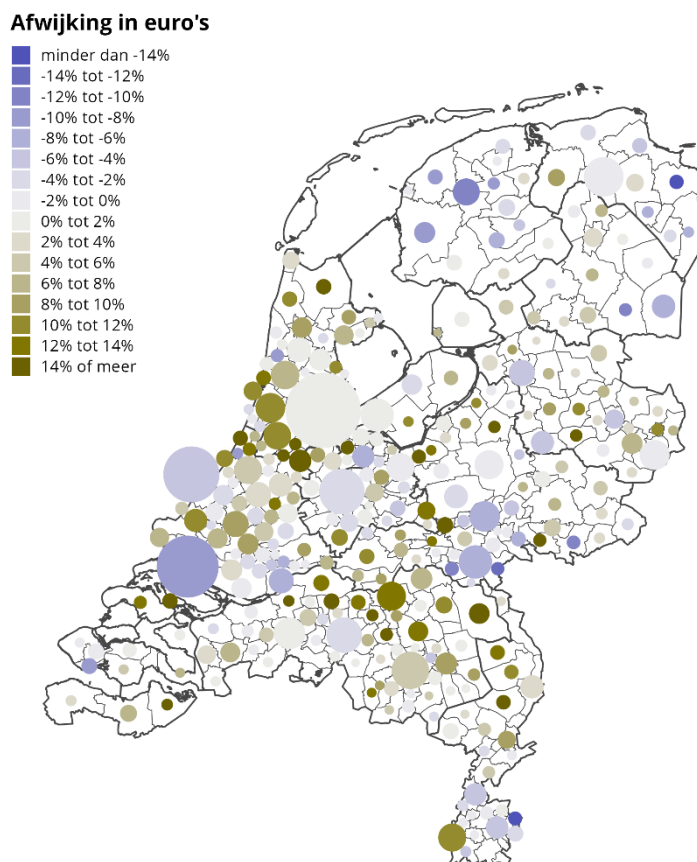 Afwijking in euro's
minder dan -14%
-14% tot -12%
-12% tot -10%
-10% tot -8%
-8% tot -6%
-6% tot -4%
-4% tot -2%
-2% tot 0%
0% tot 2%
2% tot 4%
4% tot 6%
6% tot 8%
8% tot 10%
10% tot 12%
12% tot 14%
14% of meer